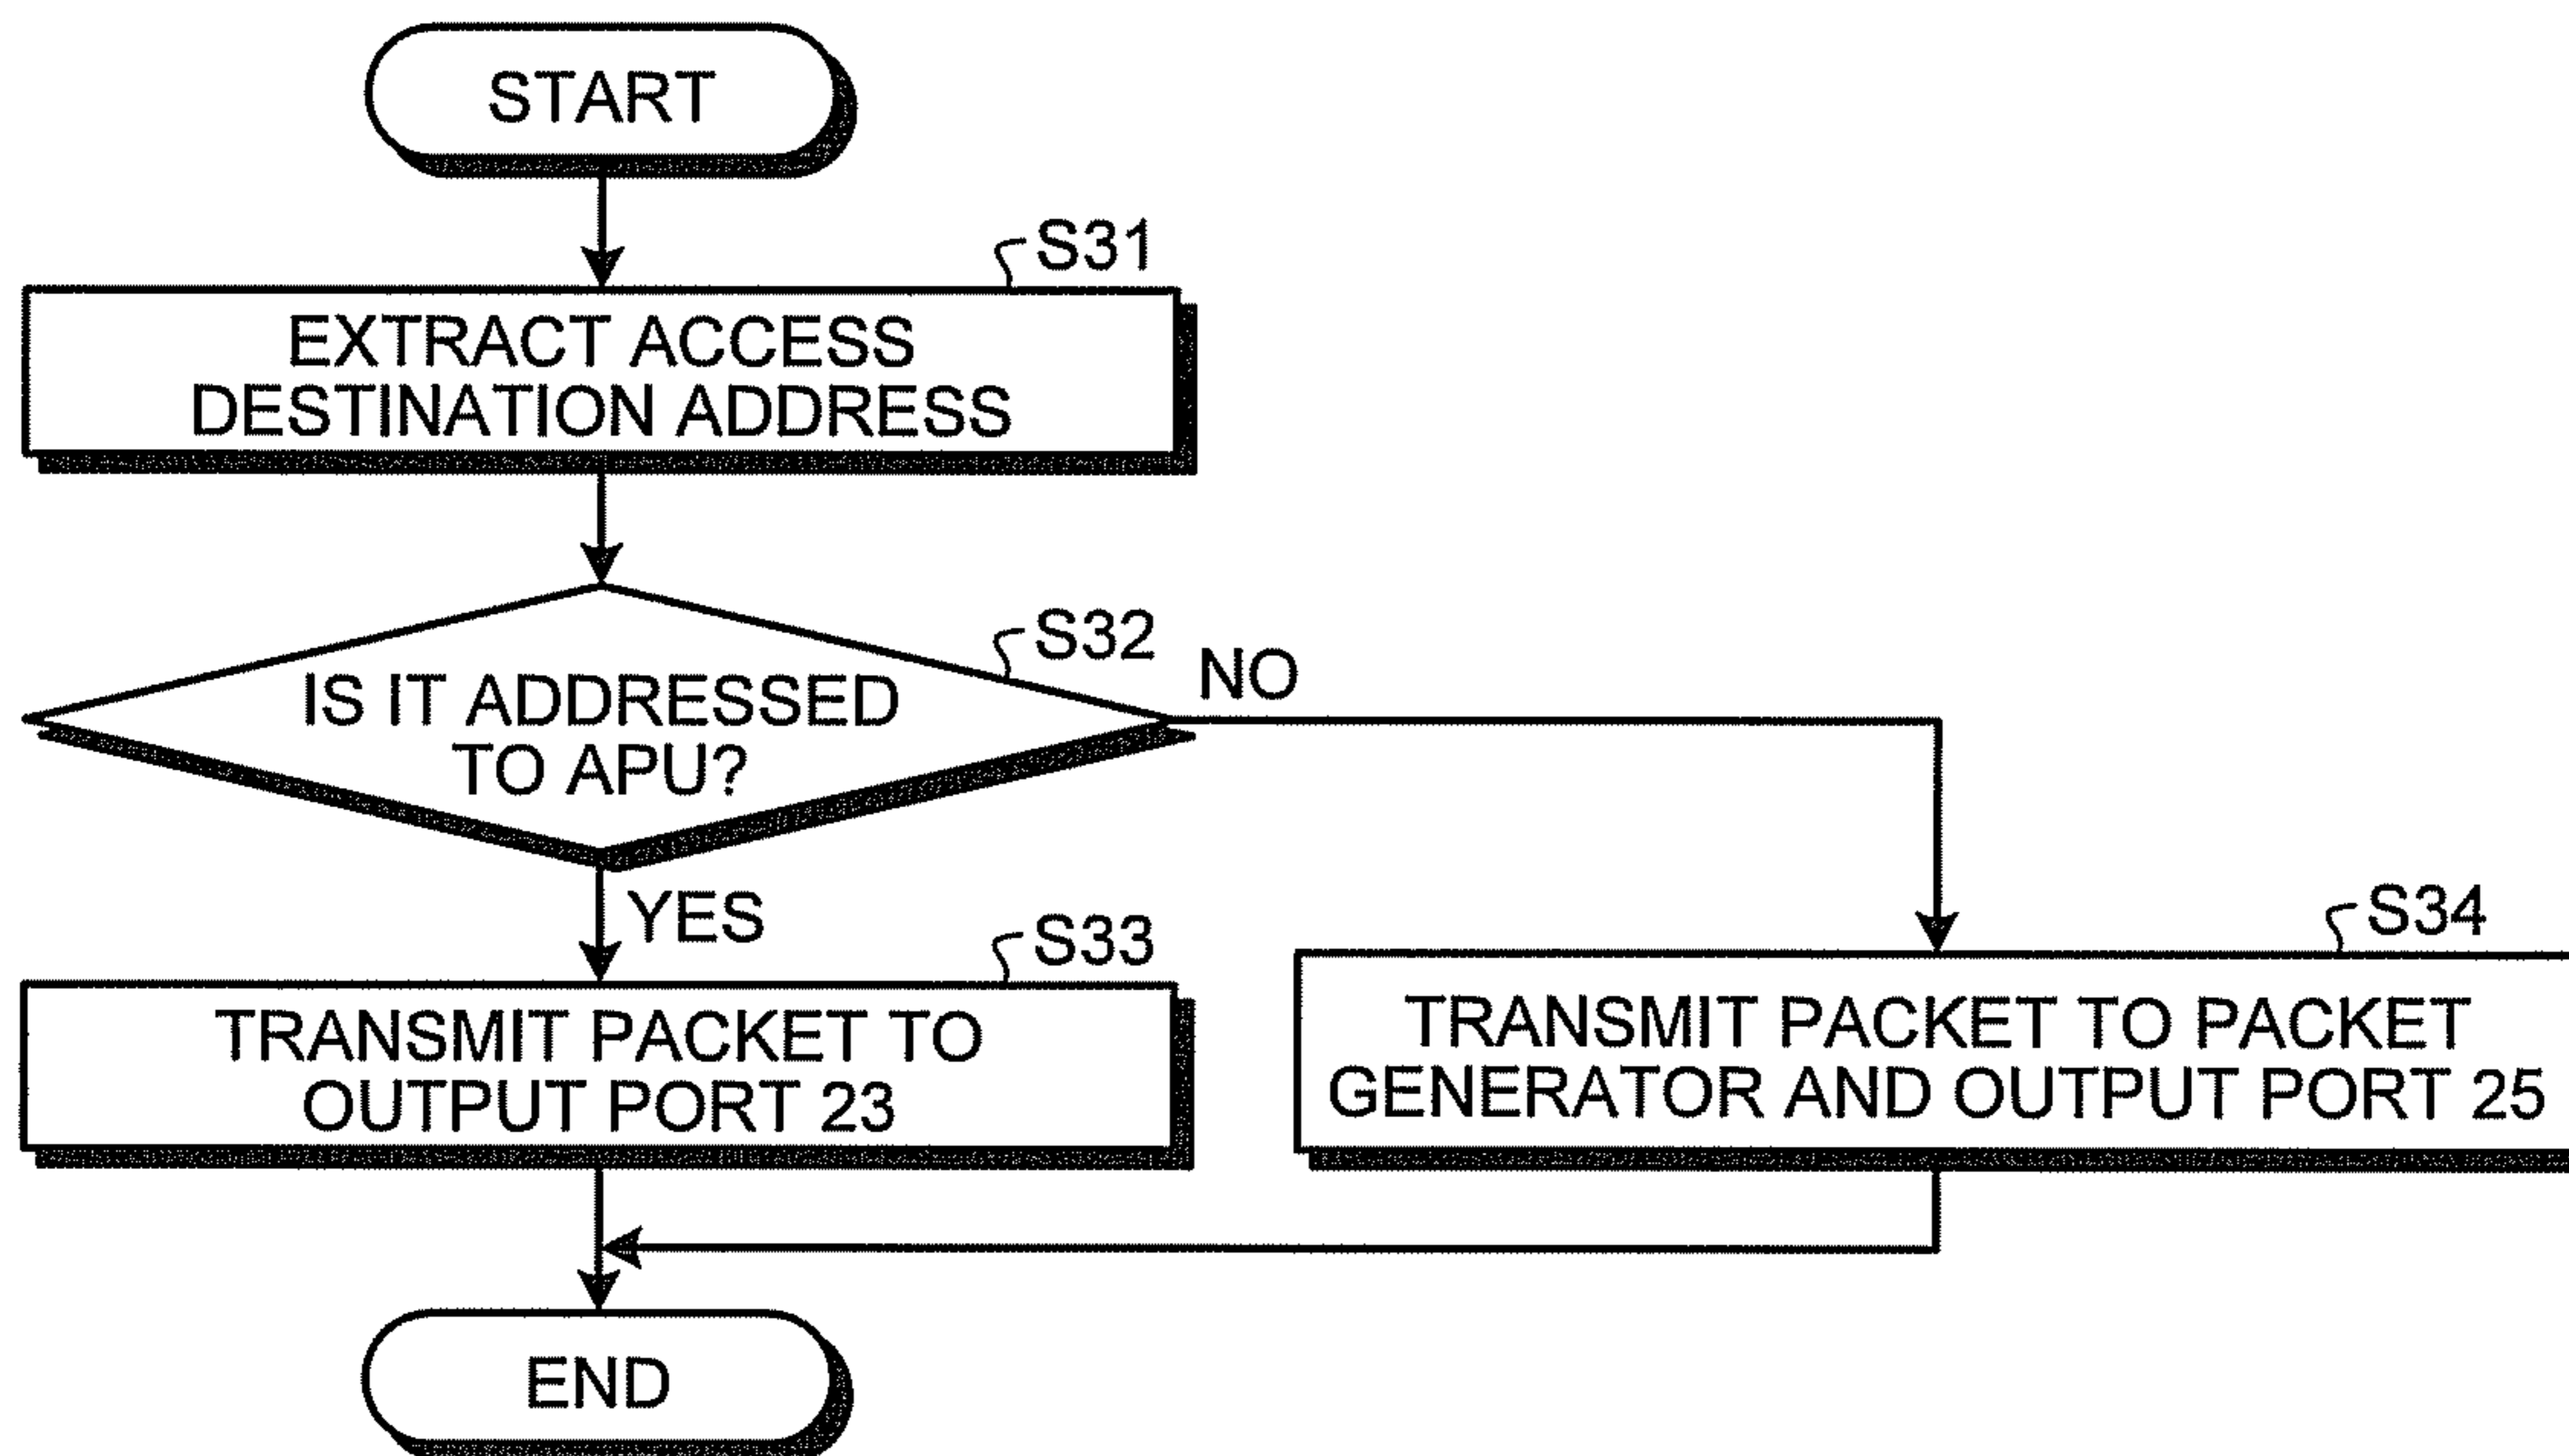 START
S31
EXTRACT ACCESS
DESTINATION ADDRESS
S32
IS IT ADDRESSED
TO APU?
NO
YES
S33
TRANSMIT PACKET TO
OUTPUT PORT 23
S34
TRANSMIT PACKET TO PACKET
GENERATOR AND OUTPUT PORT 25
END